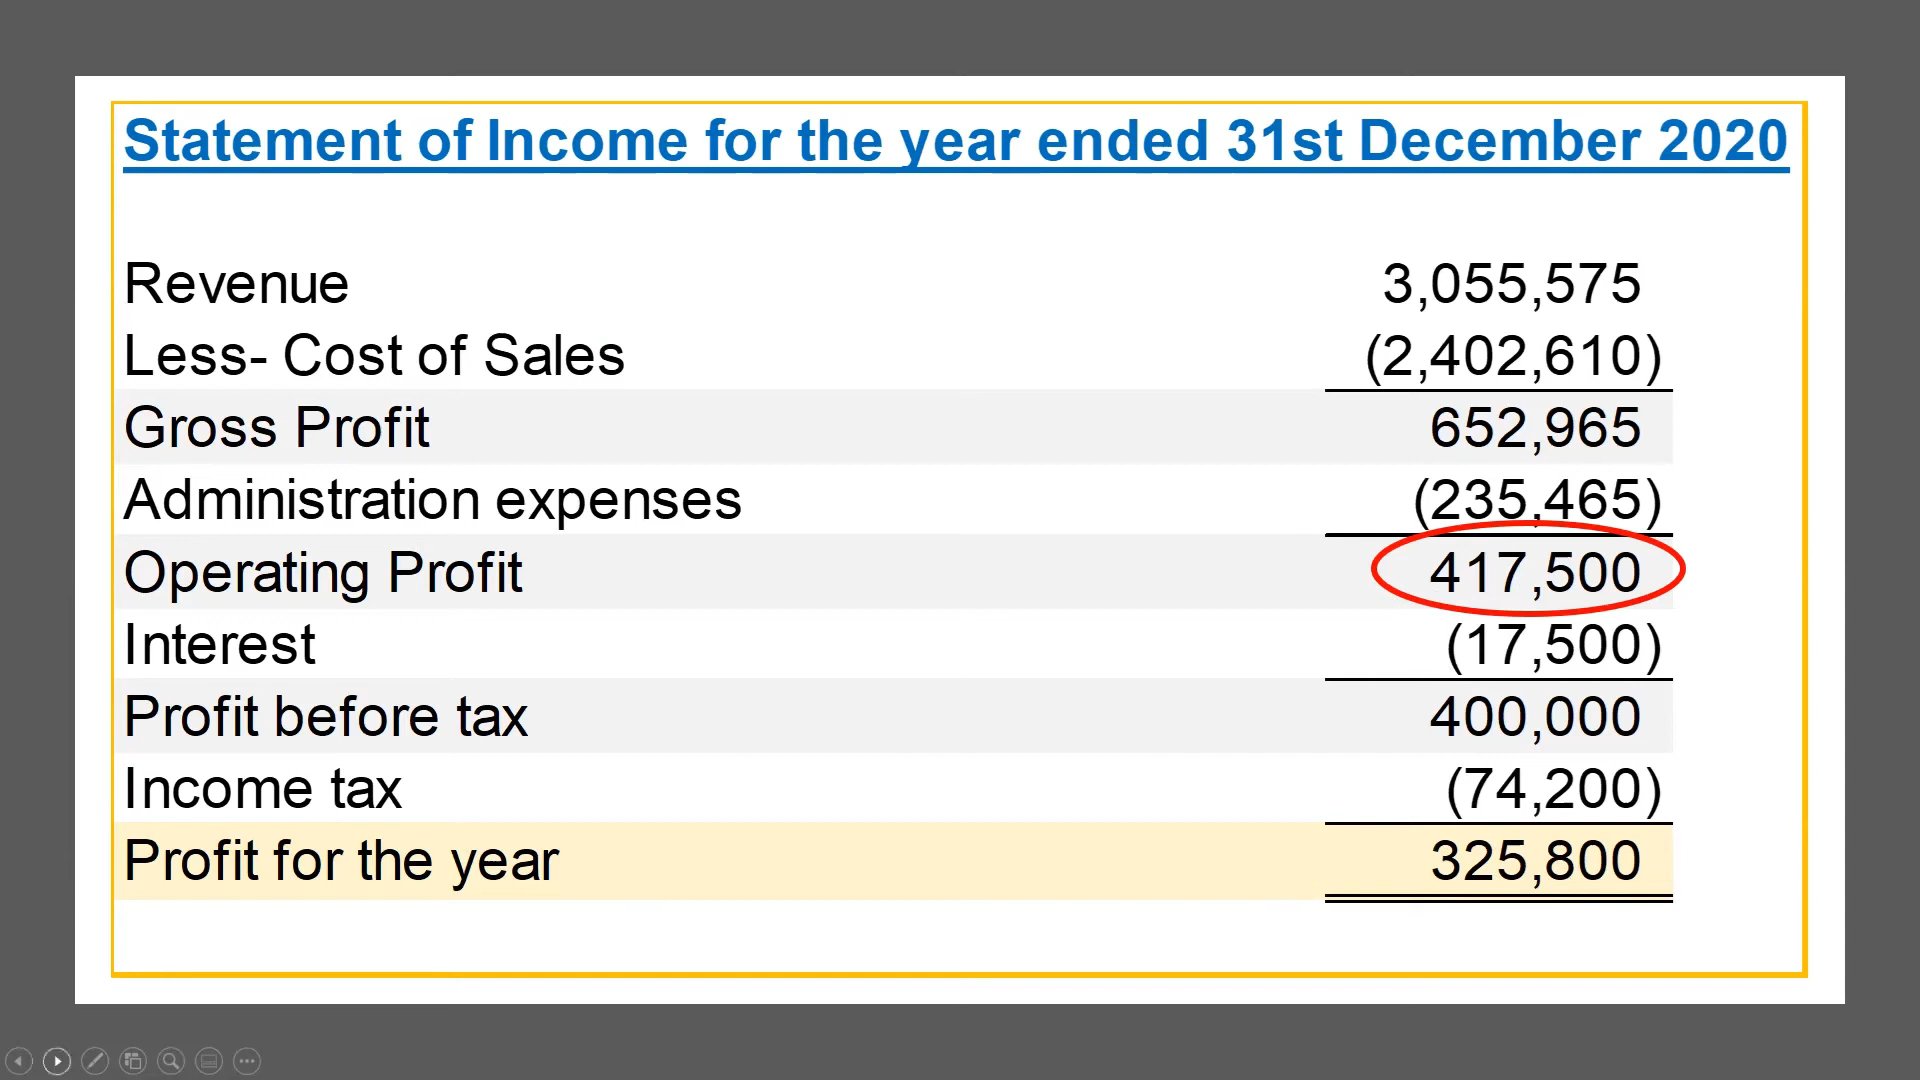 Statement of Income for the year ended 31st December 2020
Revenue 3,055,575
Less- Cost of Sales (2,402,610)
Gross Profit 652,965
Administration expenses (235,465)
Operating Profit 417,500
Interest (17,500)
Profit before tax 400,000
Income tax (74,200)
Profit for the year 325,800